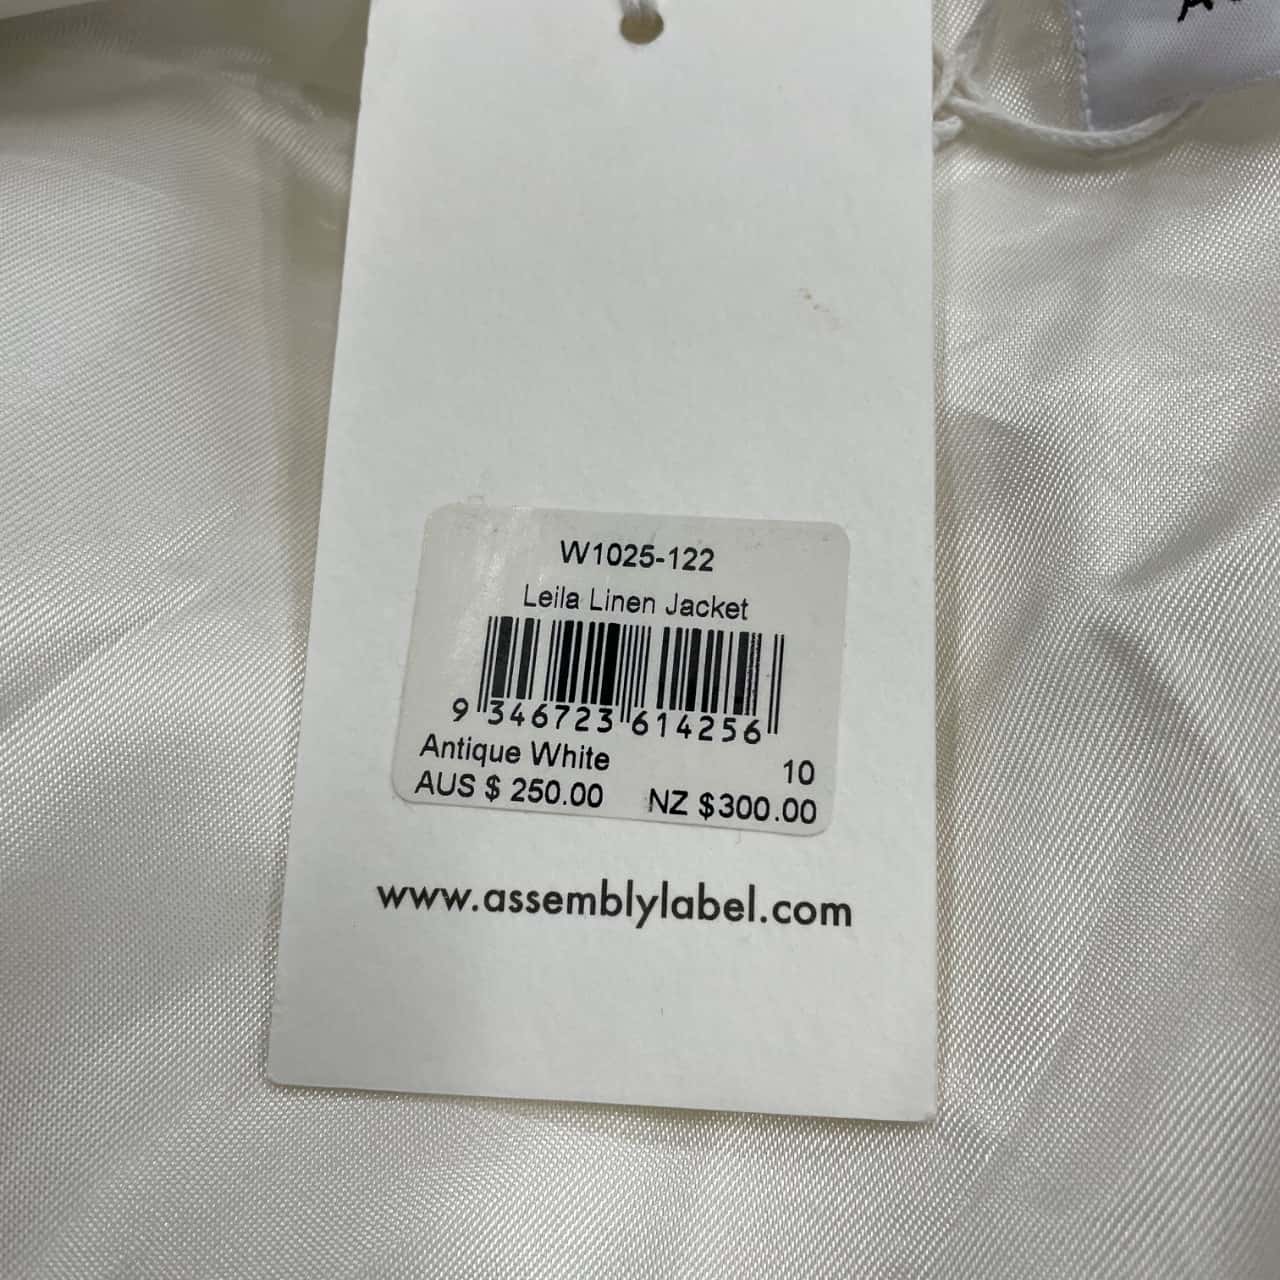 W1025-122
Leila Linen Jacket
9 346723 614256
Antique White 10
AUS $ 250.00 NZ $300.00
www.assemblylabel.com